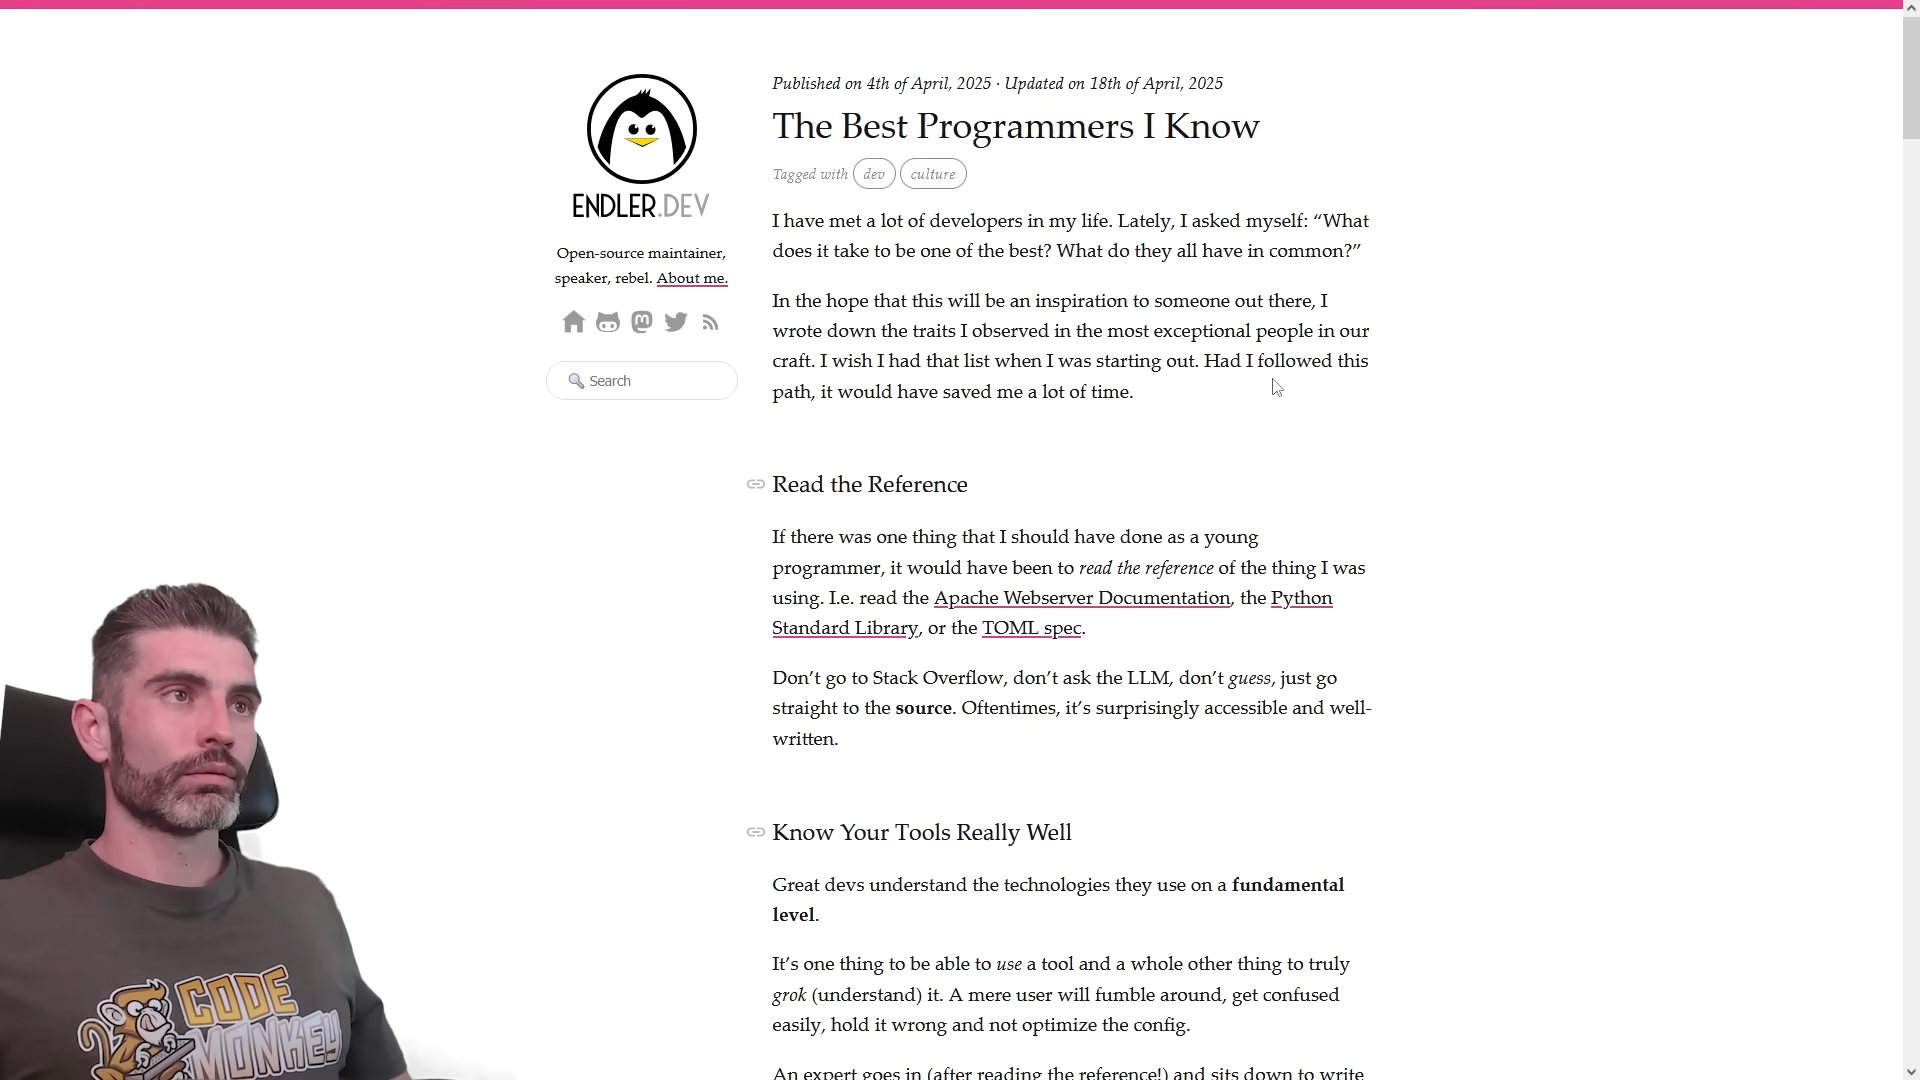 Published on 4th of April, 2025 · Updated on 18th of April, 2025
The Best Programmers I Know
Tagged with dev culture
ENDLER.DEV
Open-source maintainer,
speaker, rebel. About me.
Search
I have met a lot of developers in my life. Lately, I asked myself: “What
does it take to be one of the best? What do they all have in common?”
In the hope that this will be an inspiration to someone out there, I
wrote down the traits I observed in the most exceptional people in our
craft. I wish I had that list when I was starting out. Had I followed this
path, it would have saved me a lot of time.
Read the Reference
If there was one thing that I should have done as a young
programmer, it would have been to read the reference of the thing I was
using. I.e. read the Apache Webserver Documentation, the Python
Standard Library, or the TOML spec.
Don’t go to Stack Overflow, don’t ask the LLM, don’t guess, just go
straight to the source. Oftentimes, it’s surprisingly accessible and well-
written.
Know Your Tools Really Well
Great devs understand the technologies they use on a fundamental
level.
It’s one thing to be able to use a tool and a whole other thing to truly
grok (understand) it. A mere user will fumble around, get confused
easily, hold it wrong and not optimize the config.
An expert goes in (after reading the reference!) and sits down to write
CODE
MONKEY